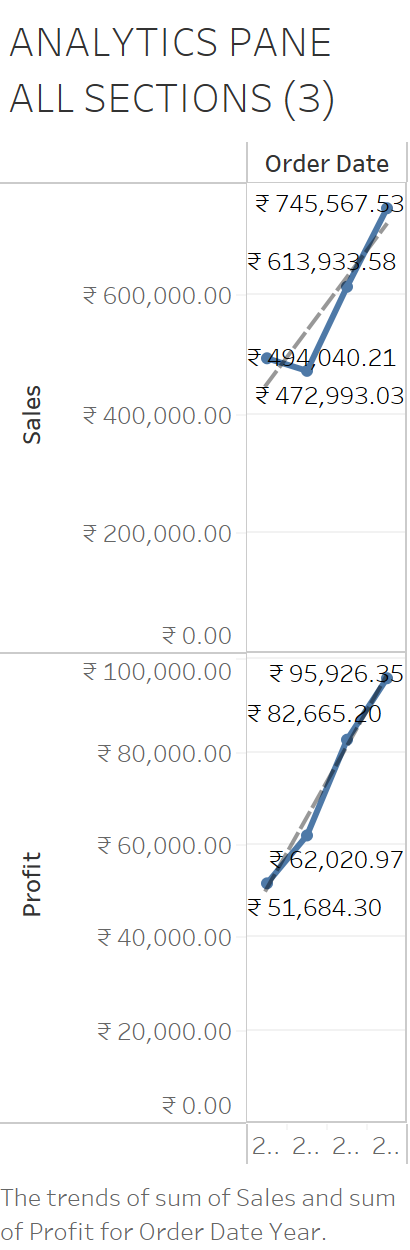 ANALYTICS PANE
ALL SECTIONS (3)
Order Date
₹ 745,567.53
₹ 613,933.58
₹ 600,000.00
₹ 494,040.21
₹ 472,993.03
₹ 400,000.00
Sales
₹ 200,000.00
₹ 0.00
₹ 100,000.00
₹ 95,926.35
₹ 82,665.20
₹ 80,000.00
₹ 60,000.00
₹ 62,020.97
Profit
₹ 51,684.30
₹ 40,000.00
₹ 20,000.00
₹ 0.00
2.. 2.. 2.. 2..
The trends of sum of Sales and sum
of Profit for Order Date Year.